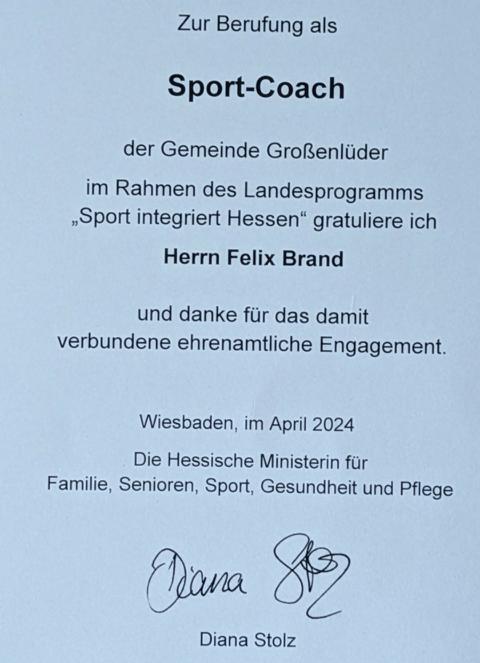 Zur Berufung als
Sport-Coach
der Gemeinde Großenlüder
im Rahmen des Landesprogramms
„Sport integriert Hessen“ gratuliere ich
Herrn Felix Brand
und danke für das damit
verbundene ehrenamtliche Engagement.
Wiesbaden, im April 2024
Die Hessische Ministerin für
Familie, Senioren, Sport, Gesundheit und Pflege
Diana Stolz
Diana Stolz